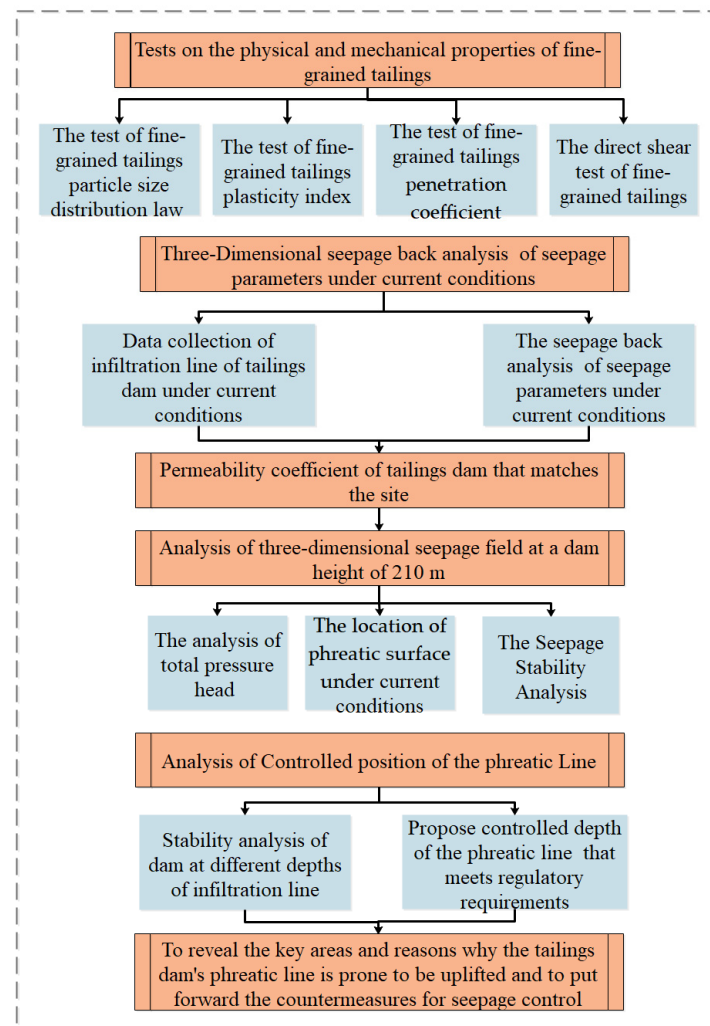 Tests on the physical and mechanical properties of fine-
grained tailings
The test of fine-
grained tailings
particle size
distribution law
The test of fine-
grained tailings
plasticity index
The test of fine-
grained tailings
penetration
coefficient
The direct shear
test of fine-
grained tailings
Three-Dimensional seepage back analysis of seepage
parameters under current conditions
Data collection of
infiltration line of tailings
dam under current
conditions
The seepage back
analysis of seepage
parameters under
current conditions
Permeability coefficient of tailings dam that matches
the site
Analysis of three-dimensional seepage field at a dam
height of 210 m
The analysis of
total pressure
head
The location of
phreatic surface
under current
conditions
The Seepage
Stability
Analysis
Analysis of Controlled position of the phreatic Line
Stability analysis of
dam at different depths
of infiltration line
Propose controlled depth
of the phreatic line that
meets regulatory
requirements
To reveal the key areas and reasons why the tailings
dam's phreatic line is prone to be uplifted and to put
forward the countermeasures for seepage control